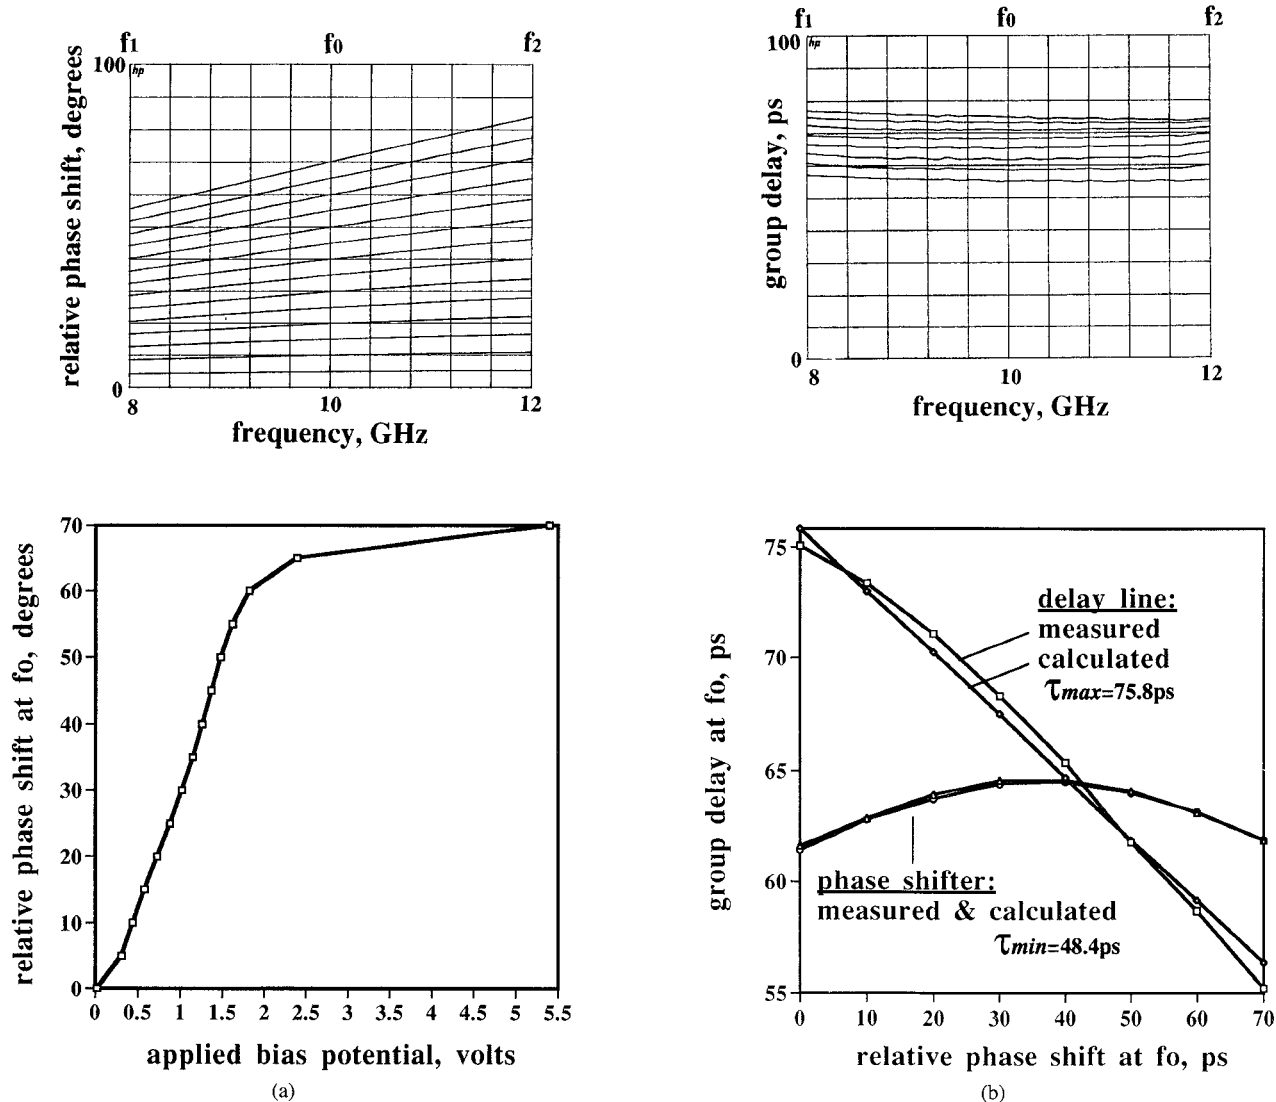 f1 f0 f2
100
hp
relative phase shift, degrees
0
8 10 12
frequency, GHz
f1 f0 f2
100
hp
group delay, ps
0
8 10 12
frequency, GHz
70
60
50
40
30
20
10
0
relative phase shift at fo, degrees
0 0.5 1 1.5 2 2.5 3 3.5 4 4.5 5 5.5
applied bias potential, volts
(a)
75
70
65
60
55
group delay at fo, ps
delay line:
measured
calculated
τmax=75.8ps
phase shifter:
measured & calculated
τmin=48.4ps
0 10 20 30 40 50 60 70
relative phase shift at fo, ps
(b)